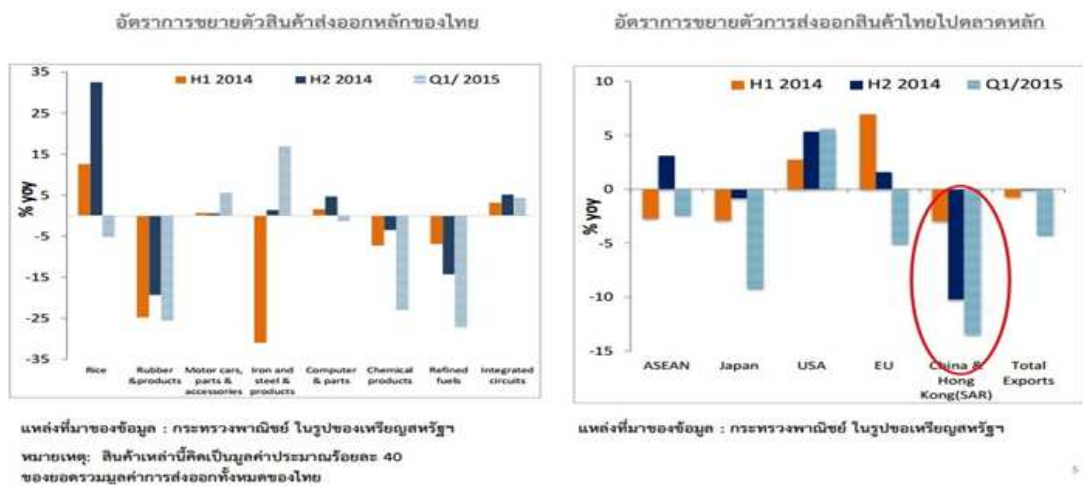 อัตราการขยายตัวสินค้าส่งออกหลักของไทย
35
25
15
5
-5
-15
-25
-35
% yoy
H1 2014
H2 2014
Q1/ 2015
Rice
Rubber &products
Motor cars, parts & accessories
Iron and steel & products
Computer & parts
Chemical products
Refined fuels
Integrated circuits
แหล่งที่มาของข้อมูล : กระทรวงพาณิชย์ ในรูปของเหรียญสหรัฐฯ
หมายเหตุ: สินค้าเหล่านี้คิดเป็นมูลค่าประมาณร้อยละ 40
ของยอดรวมมูลค่าการส่งออกทั้งหมดของไทย
อัตราการขยายตัวการส่งออกสินค้าไทยไปตลาดหลัก
10
5
0
-5
-10
-15
% yoy
H1 2014
H2 2014
Q1/2015
ASEAN
Japan
USA
EU
China & Hong Kong(SAR)
Total Exports
แหล่งที่มาของข้อมูล : กระทรวงพาณิชย์ ในรูปขอเหรียญสหรัฐฯ
5